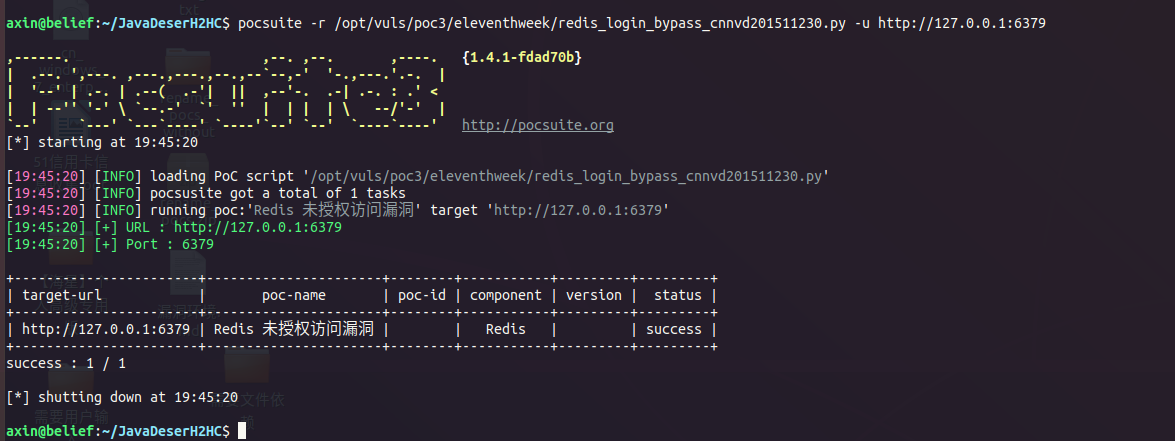 axin@belief:~/JavaDeserH2HC$ pocsuite -r /opt/vuls/poc3/eleventhweek/redis_login_bypass_cnnvd201511230.py -u http://127.0.0.1:6379
{1.4.1-fdad70b}
http://pocsuite.org
[*] starting at 19:45:20
[19:45:20] [INFO] loading PoC script '/opt/vuls/poc3/eleventhweek/redis_login_bypass_cnnvd201511230.py'
[19:45:20] [INFO] pocsusite got a total of 1 tasks
[19:45:20] [INFO] running poc:'Redis 未授权访问漏洞' target 'http://127.0.0.1:6379'
[19:45:20] [+] URL : http://127.0.0.1:6379
[19:45:20] [+] Port : 6379
| target-url | poc-name | poc-id | component | version | status |
| http://127.0.0.1:6379 | Redis 未授权访问漏洞 | | Redis | | success |
success : 1 / 1
[*] shutting down at 19:45:20
axin@belief:~/JavaDeserH2HC$